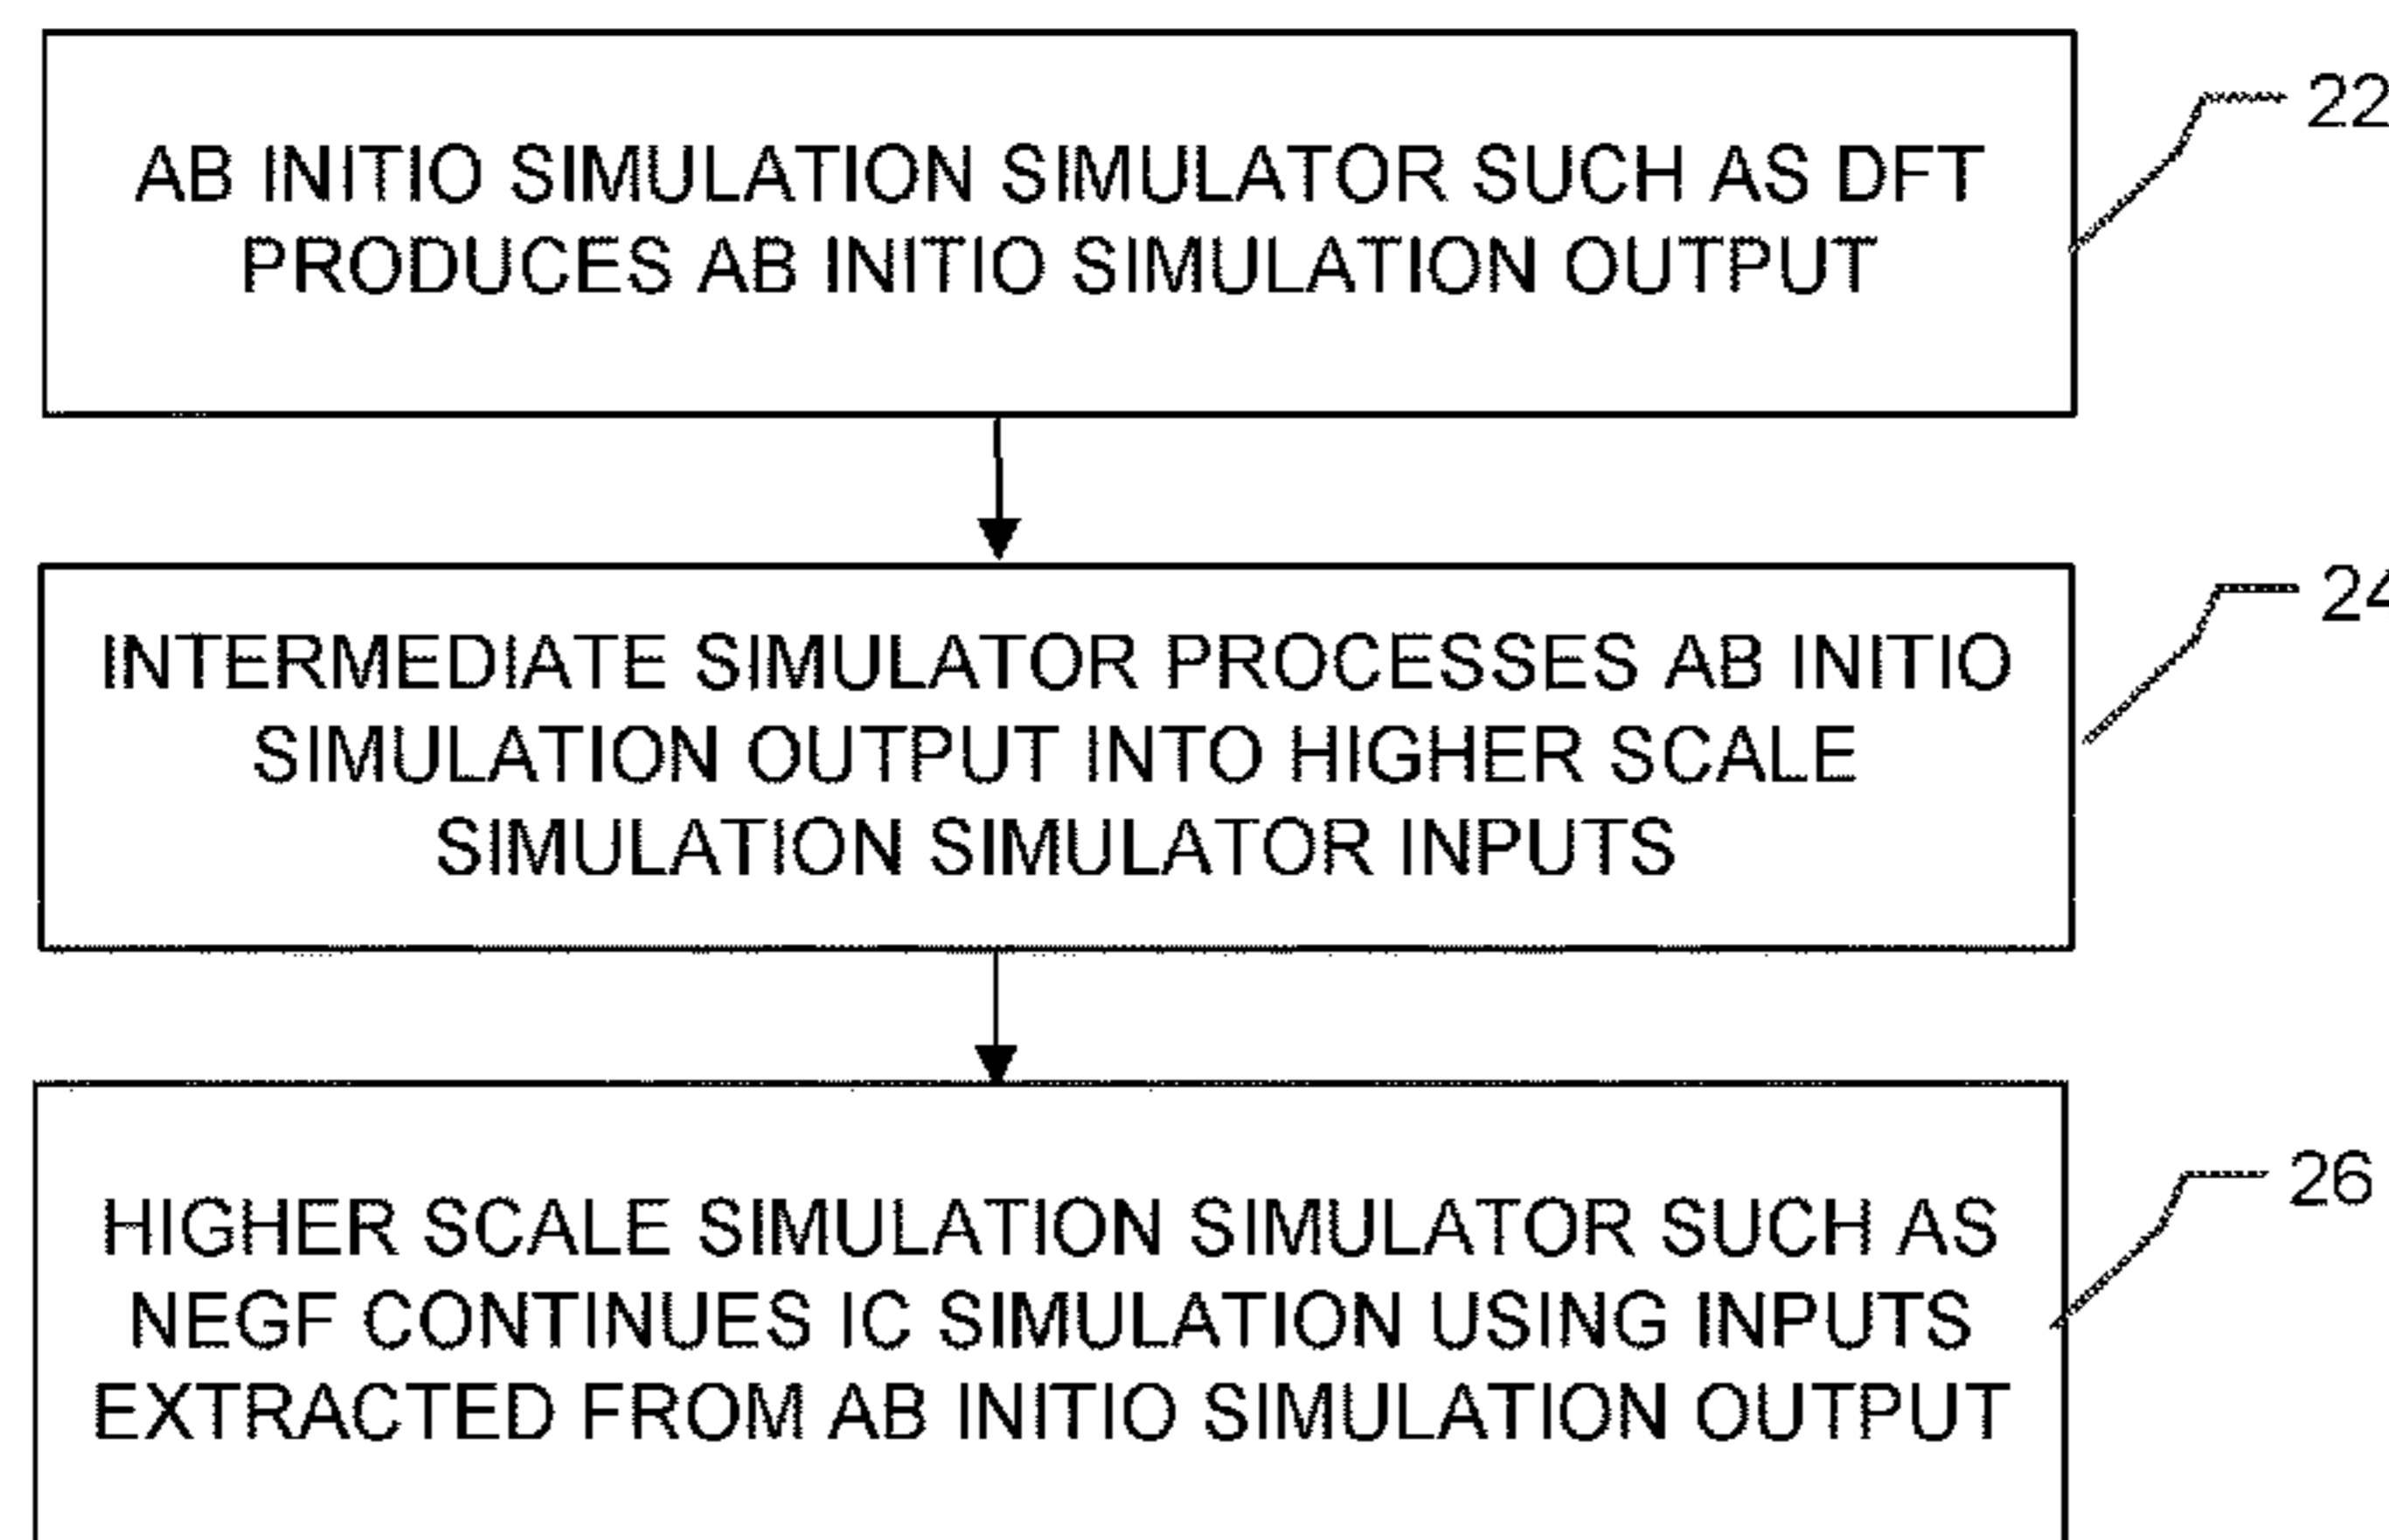 22
AB INITIO SIMULATION SIMULATOR SUCH AS DFT
PRODUCES AB INITIO SIMULATION OUTPUT
24
INTERMEDIATE SIMULATOR PROCESSES AB INITIO
SIMULATION OUTPUT INTO HIGHER SCALE
SIMULATION SIMULATOR INPUTS
26
HIGHER SCALE SIMULATION SIMULATOR SUCH AS
NEGF CONTINUES IC SIMULATION USING INPUTS
EXTRACTED FROM AB INITIO SIMULATION OUTPUT